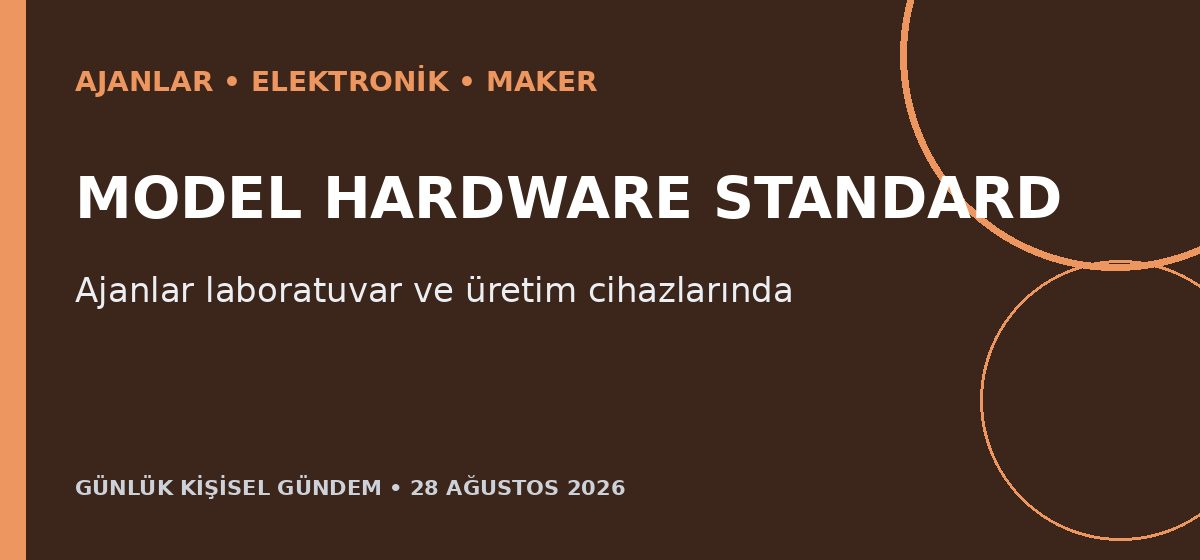 AJANLAR • ELEKTRONİK • MAKER
MODEL HARDWARE STANDARD
Ajanlar laboratuvar ve üretim cihazlarında
GÜNLÜK KİŞİSEL GÜNDEM • 28 AĞUSTOS 2026